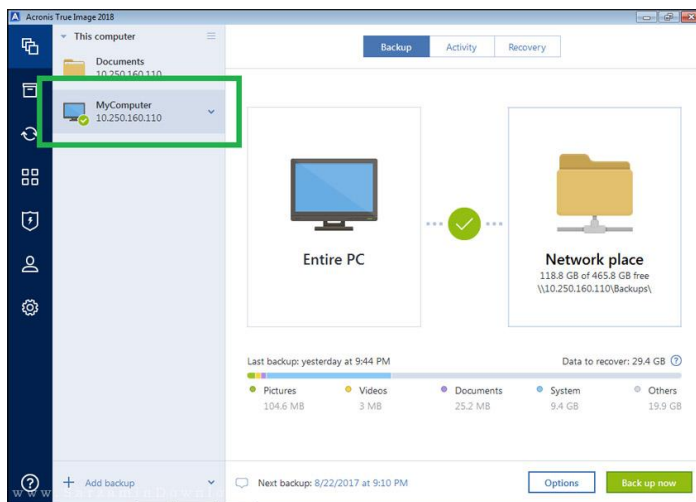 Acronis True Image 2018
This computer
Documents
10.250.160.110
MyComputer
10.250.160.110
Backup
Activity
Recovery
Entire PC
Network place
118.8 GB of 465.8 GB free
\\10.250.160.110\Backups\
Last backup: yesterday at 9:44 PM
Data to recover: 29.4 GB ?
Pictures
Videos
Documents
System
Others
104.6 MB
3 MB
25.2 MB
9.4 GB
19.9 GB
? + Add backup
Next backup: 8/22/2017 at 9:10 PM
Options
Back up now